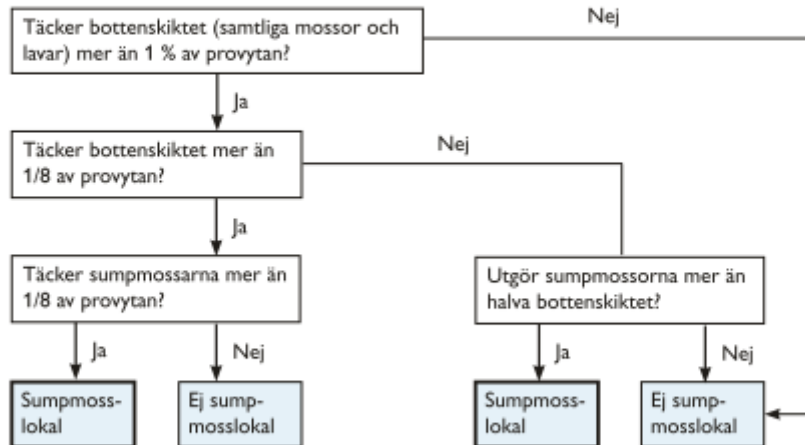 Täcker bottenskiktet (samtliga mossor och
lavar) mer än 1 % av provytan?
Nej
Ja
Täcker bottenskiktet mer än
1/8 av provytan?
Nej
Ja
Täcker sumpmossarna mer än
1/8 av provytan?
Utgör sumpmossorna mer än
halva bottenskiktet?
Ja
Nej
Ja
Nej
Sumpmoss-
lokal
Ej sump-
mosslokal
Sumpmoss-
lokal
Ej sump-
mosslokal